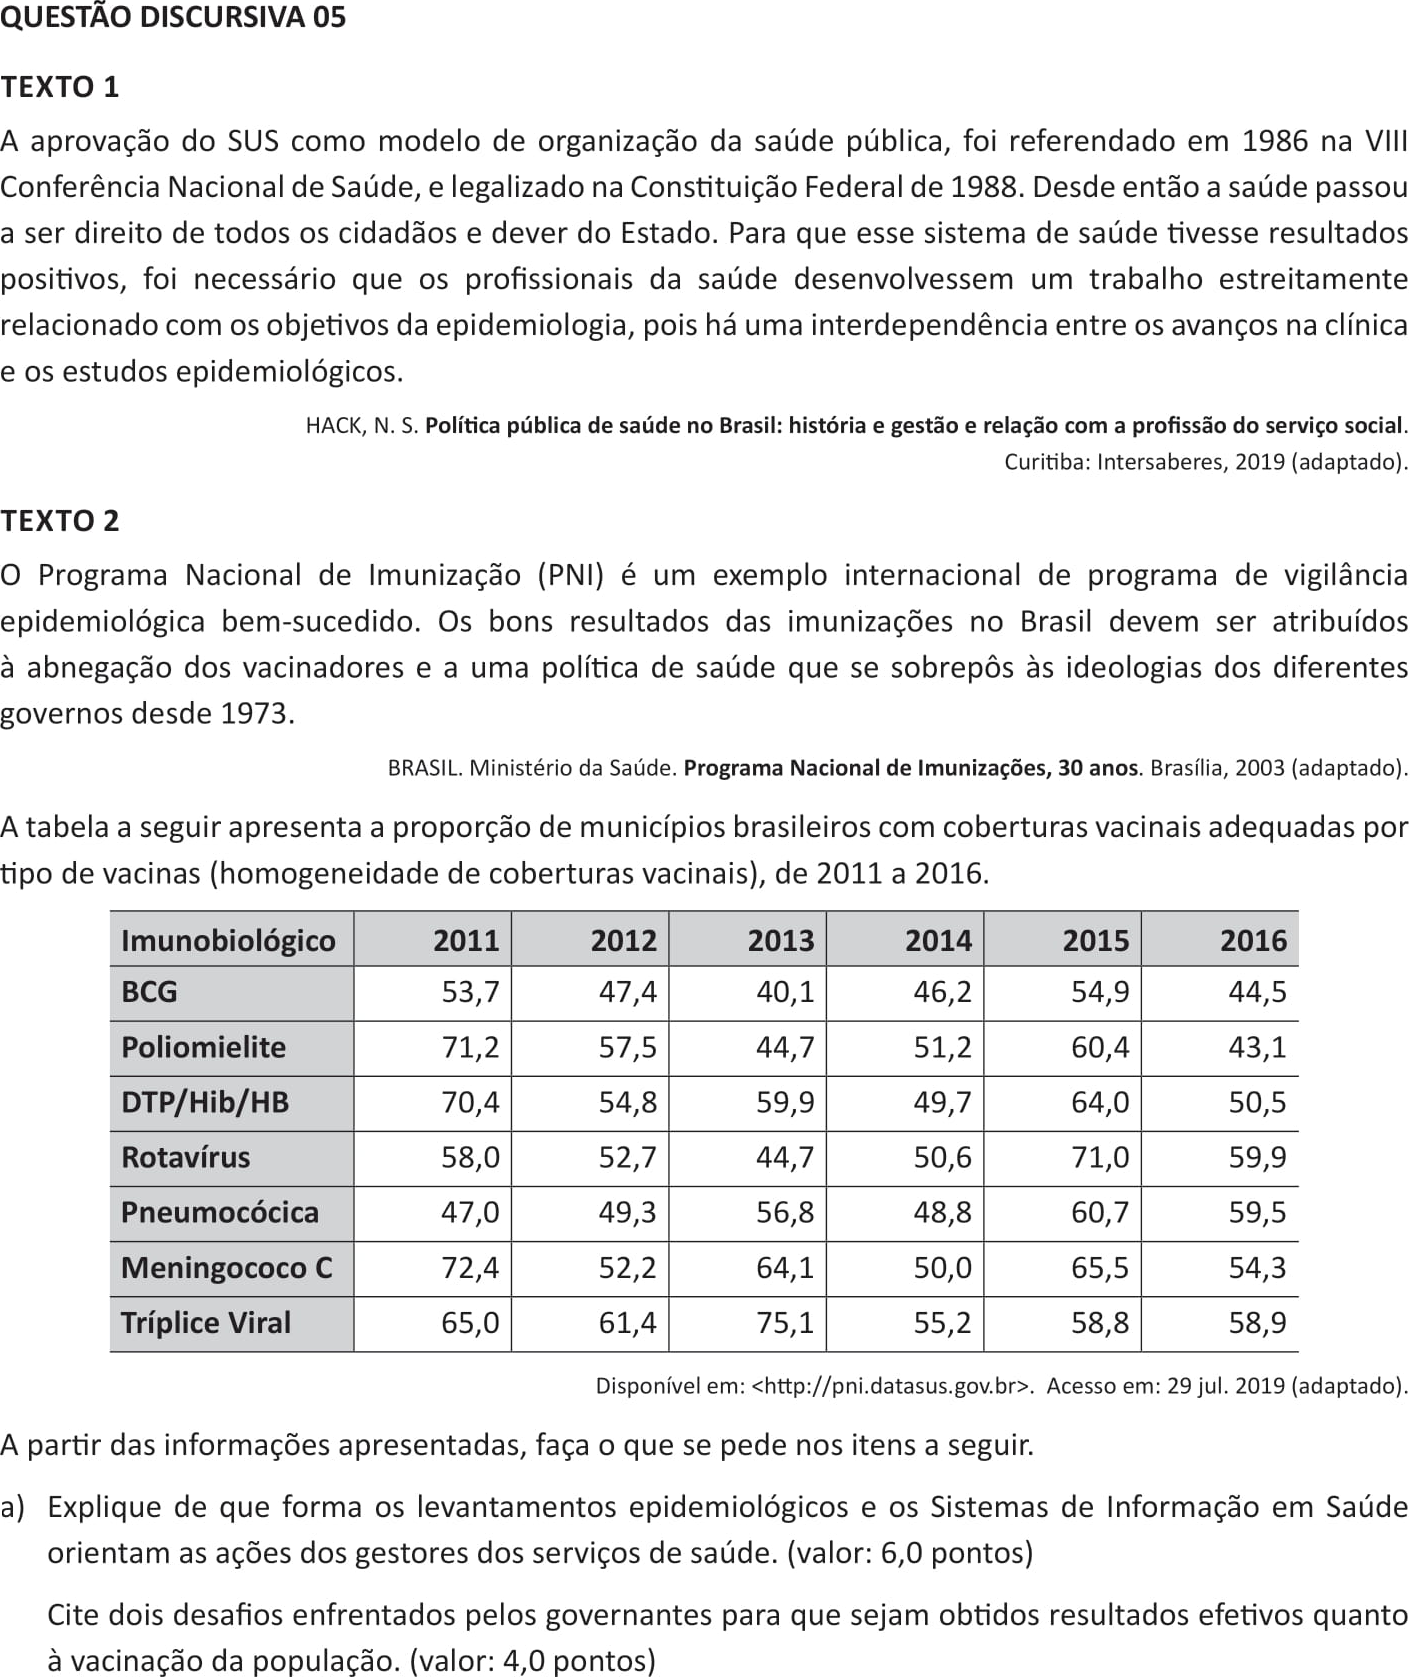 QUESTÃO DISCURSIVA 05
TEXTO 1
A aprovação do SUS como modelo de organização da saúde pública, foi referendado em 1986 na VIII
Conferência Nacional de Saúde, e legalizado na Constituição Federal de 1988. Desde então a saúde passou
a ser direito de todos os cidadãos e dever do Estado. Para que esse sistema de saúde tivesse resultados
positivos, foi necessário que os profissionais da saúde desenvolvessem um trabalho estreitamente
relacionado com os objetivos da epidemiologia, pois há uma interdependência entre os avanços na clínica
e os estudos epidemiológicos.
HACK, N. S. Política pública de saúde no Brasil: história e gestão e relação com a profissão do serviço social.
Curitiba: Intersaberes, 2019 (adaptado).
TEXTO 2
O Programa Nacional de Imunização (PNI) é um exemplo internacional de programa de vigilância
epidemiológica bem-sucedido. Os bons resultados das imunizações no Brasil devem ser atribuídos
à abnegação dos vacinadores e a uma política de saúde que se sobrepôs às ideologias dos diferentes
governos desde 1973.
BRASIL. Ministério da Saúde. Programa Nacional de Imunizações, 30 anos. Brasília, 2003 (adaptado).
A tabela a seguir apresenta a proporção de municípios brasileiros com coberturas vacinais adequadas por
tipo de vacinas (homogeneidade de coberturas vacinais), de 2011 a 2016.
Imunobiológico 2011 2012 2013 2014 2015 2016
BCG 53,7 47,4 40,1 46,2 54,9 44,5
Poliomielite 71,2 57,5 44,7 51,2 60,4 43,1
DTP/Hib/HB 70,4 54,8 59,9 49,7 64,0 50,5
Rotavírus 58,0 52,7 44,7 50,6 71,0 59,9
Pneumocócica 47,0 49,3 56,8 48,8 60,7 59,5
Meningococo C 72,4 52,2 64,1 50,0 65,5 54,3
Tríplice Viral 65,0 61,4 75,1 55,2 58,8 58,9
Disponível em: <http://pni.datasus.gov.br>. Acesso em: 29 jul. 2019 (adaptado).
A partir das informações apresentadas, faça o que se pede nos itens a seguir.
a) Explique de que forma os levantamentos epidemiológicos e os Sistemas de Informação em Saúde
orientam as ações dos gestores dos serviços de saúde. (valor: 6,0 pontos)
Cite dois desafios enfrentados pelos governantes para que sejam obtidos resultados efetivos quanto
à vacinação da população. (valor: 4,0 pontos)